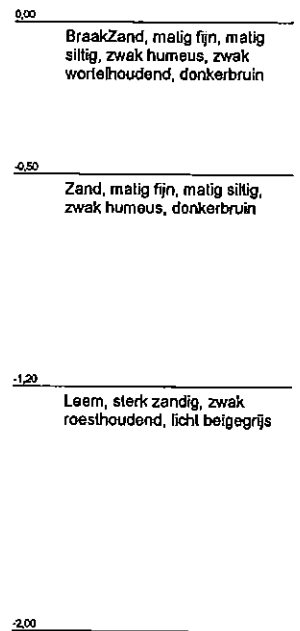 0,00
BraakZand, matig fijn, matig
siltig, zwak humeus, zwak
wortelhoudend, donkerbruin
-0,50
Zand, matig fijn, matig siltig,
zwak humeus, donkerbruin
-1,20
Leem, sterk zandig, zwak
roesthoudend, licht beigegrijs
-2,00